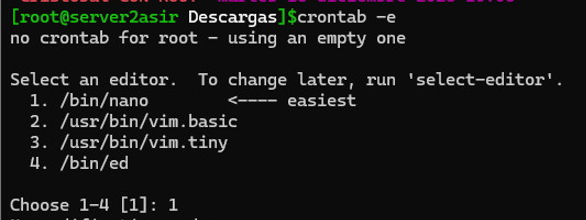 [root@server2asir Descargas]$crontab -e
no crontab for root - using an empty one
Select an editor.  To change later, run 'select-editor'.
  1. /bin/nano        <---- easiest
  2. /usr/bin/vim.basic
  3. /usr/bin/vim.tiny
  4. /bin/ed
Choose 1-4 [1]: 1